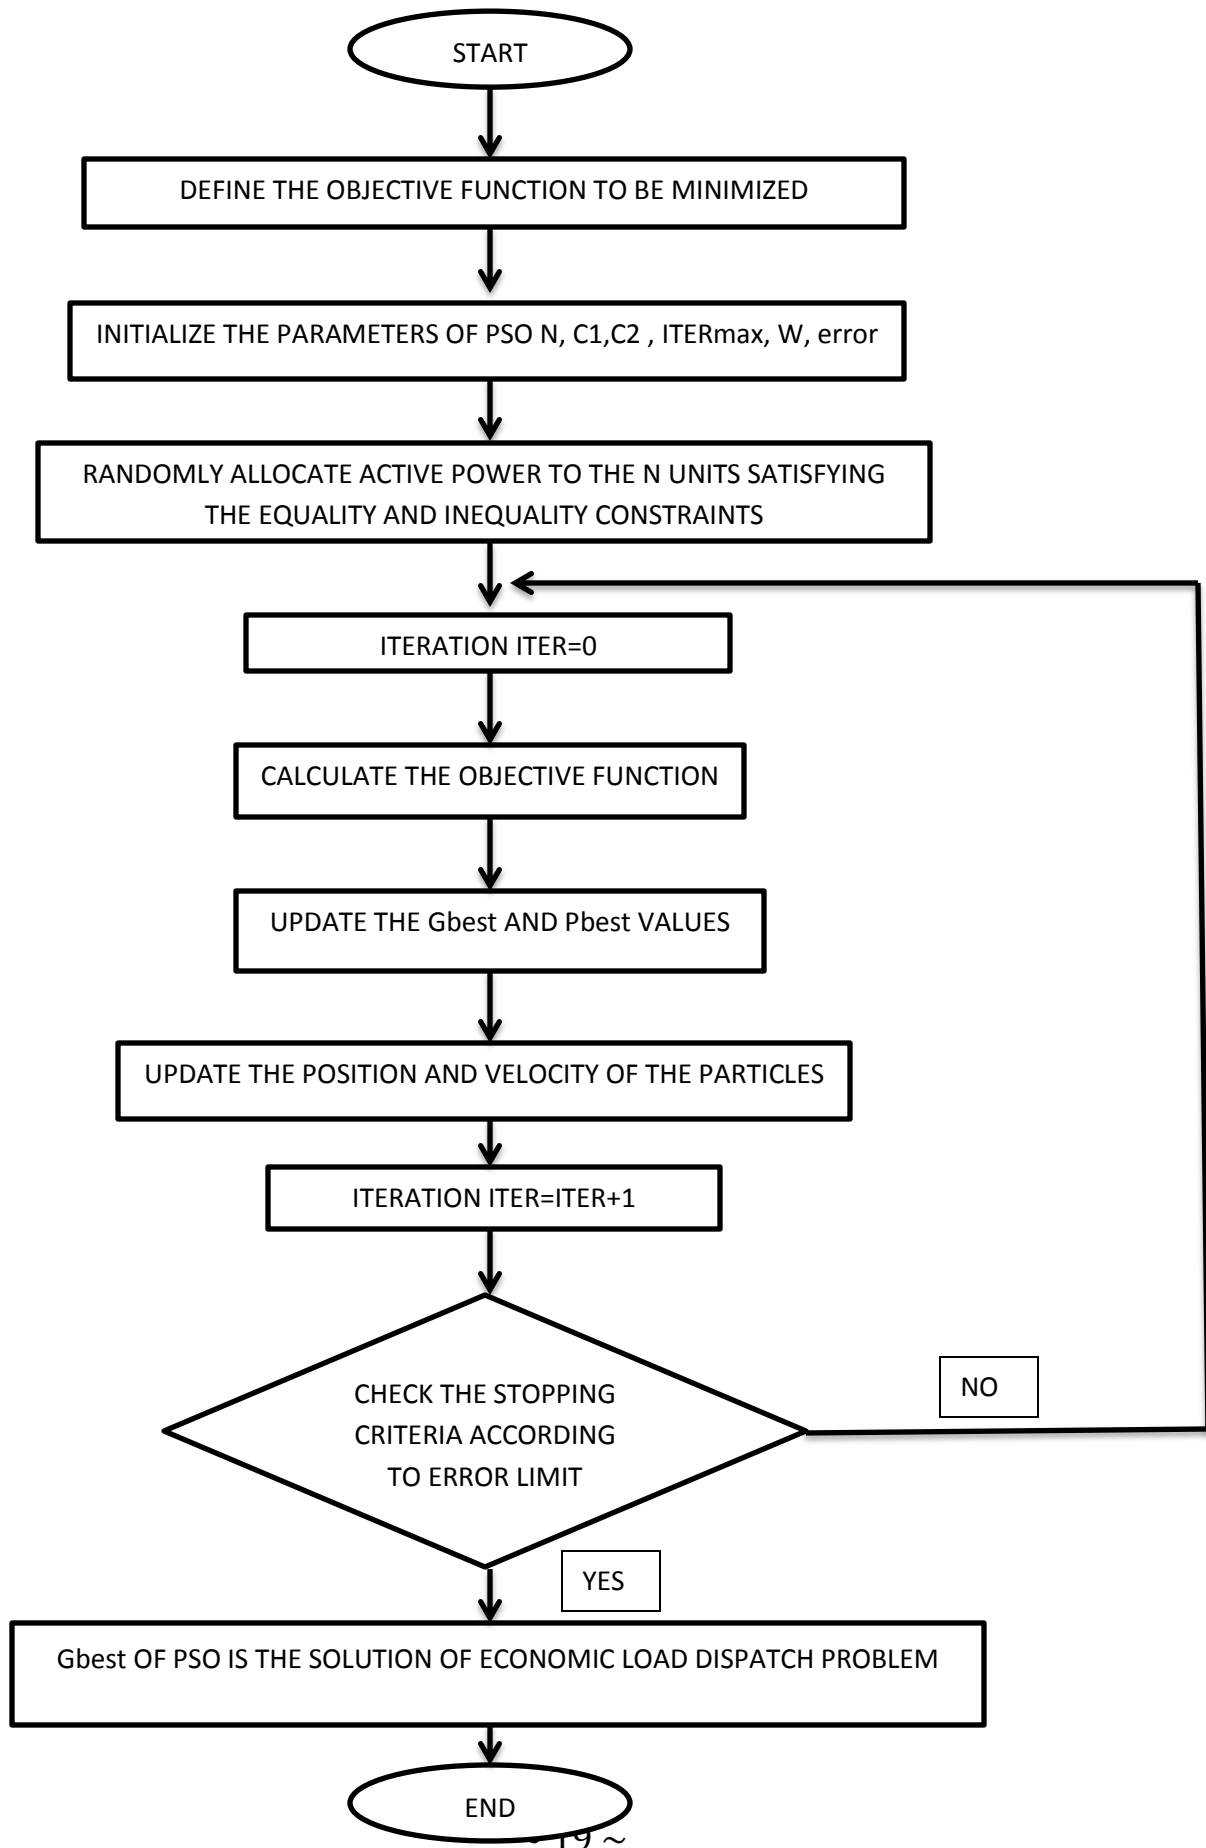 START
DEFINE THE OBJECTIVE FUNCTION TO BE MINIMIZED
INITIALIZE THE PARAMETERS OF PSO N, C1,C2 , ITERmax, W, error
RANDOMLY ALLOCATE ACTIVE POWER TO THE N UNITS SATISFYING
THE EQUALITY AND INEQUALITY CONSTRAINTS
ITERATION ITER=0
CALCULATE THE OBJECTIVE FUNCTION
UPDATE THE Gbest AND Pbest VALUES
UPDATE THE POSITION AND VELOCITY OF THE PARTICLES
ITERATION ITER=ITER+1
CHECK THE STOPPING
CRITERIA ACCORDING
TO ERROR LIMIT
NO
YES
Gbest OF PSO IS THE SOLUTION OF ECONOMIC LOAD DISPATCH PROBLEM
END
19 ~